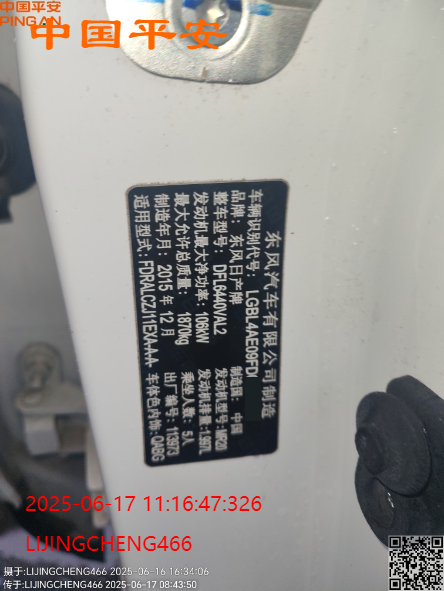 中国平安
PING AN
中国平安
东风汽车有限公司制造
车辆识别代号: LGBL4AE09FD
品牌: 东风日产牌 制造国: 中国
整车型号: DFL6440VAL2 发动机型号: MR20
发动机最大净功率: 106kW 发动机排量: 1.997L
最大允许总质量: 1870kg 乘坐人数: 5人
制造年月: 2015年12月 出厂编号: 113973
适用型号: FDRALCZJ11EXA-A-A- 车体色内饰: QABG
2025-06-17 11:16:47:326
LIJINGCHENG466
摄于:LIJINGCHENG466 2025-06-16 16:34:06
传于:LIJINGCHENG466 2025-06-17 08:43:50